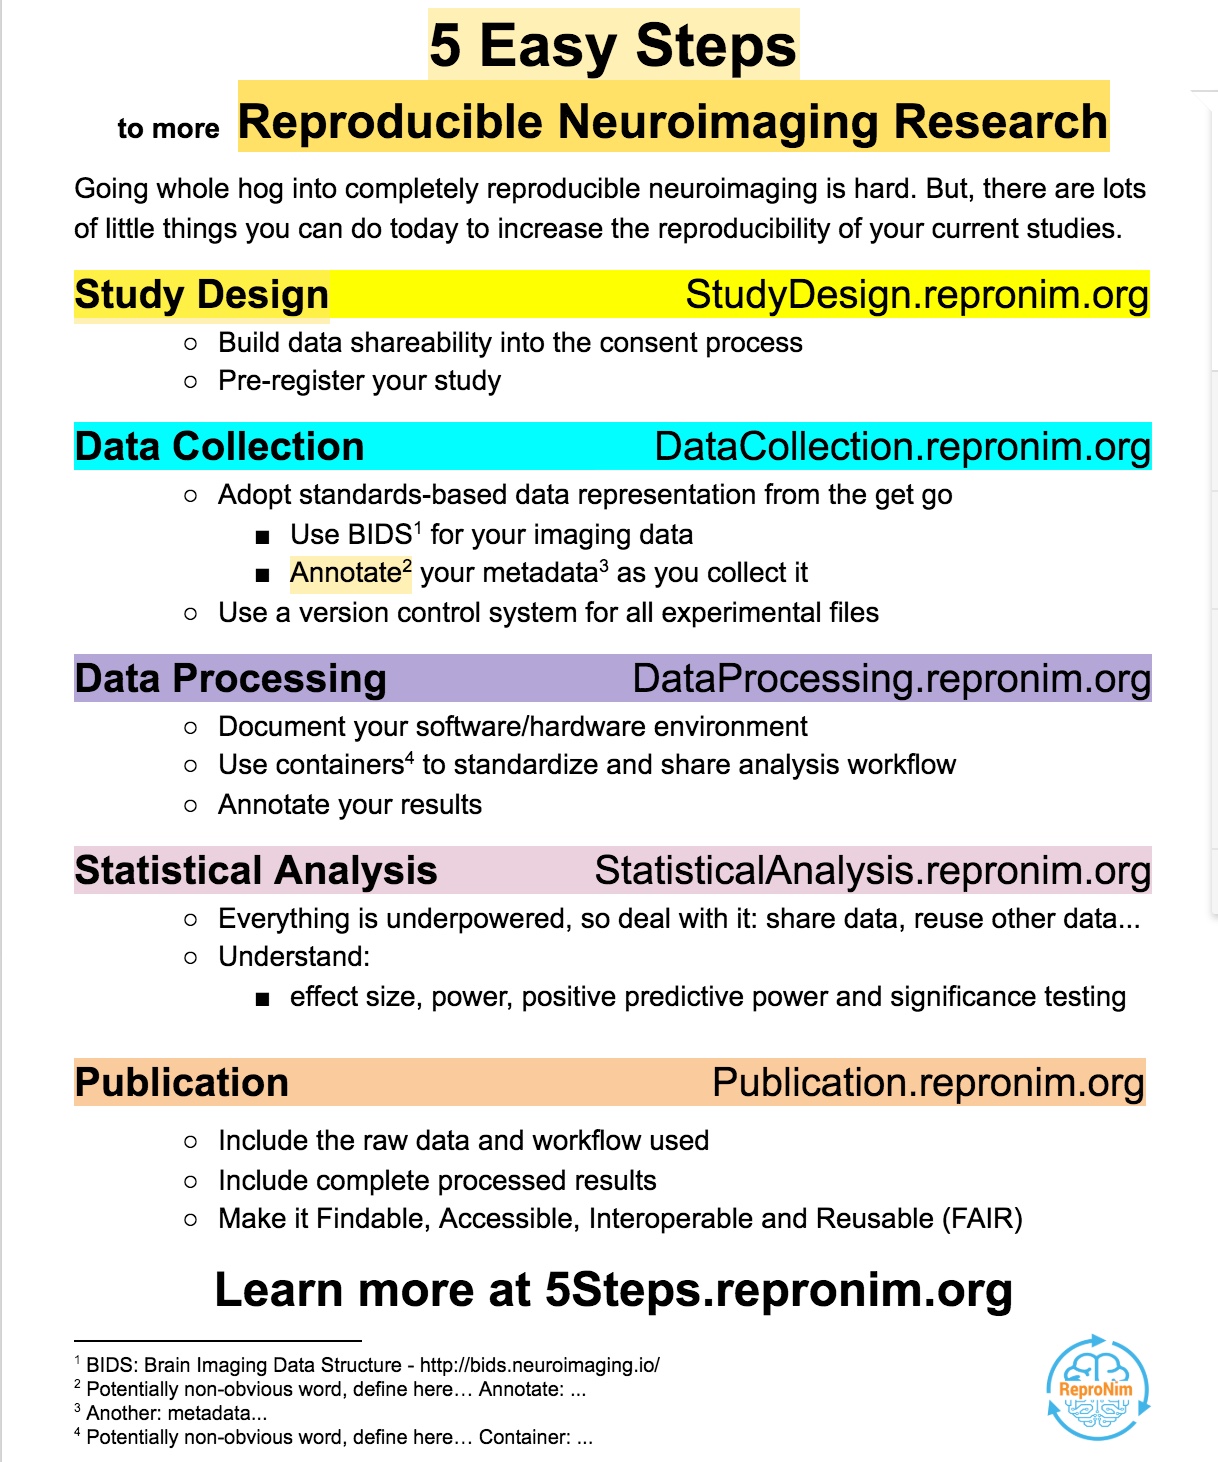 5 Easy Steps
to more Reproducible Neuroimaging Research
Going whole hog into completely reproducible neuroimaging is hard. But, there are lots
of little things you can do today to increase the reproducibility of your current studies.
Study Design StudyDesign.repronim.org
○ Build data shareability into the consent process
○ Pre-register your study
Data Collection DataCollection.repronim.org
○ Adopt standards-based data representation from the get go
■ Use BIDS¹ for your imaging data
■ Annotate² your metadata³ as you collect it
○ Use a version control system for all experimental files
Data Processing DataProcessing.repronim.org
○ Document your software/hardware environment
○ Use containers⁴ to standardize and share analysis workflow
○ Annotate your results
Statistical Analysis StatisticalAnalysis.repronim.org
○ Everything is underpowered, so deal with it: share data, reuse other data...
○ Understand:
■ effect size, power, positive predictive power and significance testing
Publication Publication.repronim.org
○ Include the raw data and workflow used
○ Include complete processed results
○ Make it Findable, Accessible, Interoperable and Reusable (FAIR)
Learn more at 5Steps.repronim.org
¹ BIDS: Brain Imaging Data Structure - http://bids.neuroimaging.io/
² Potentially non-obvious word, define here… Annotate: ...
³ Another: metadata...
⁴ Potentially non-obvious word, define here… Container: ...
ReproNim